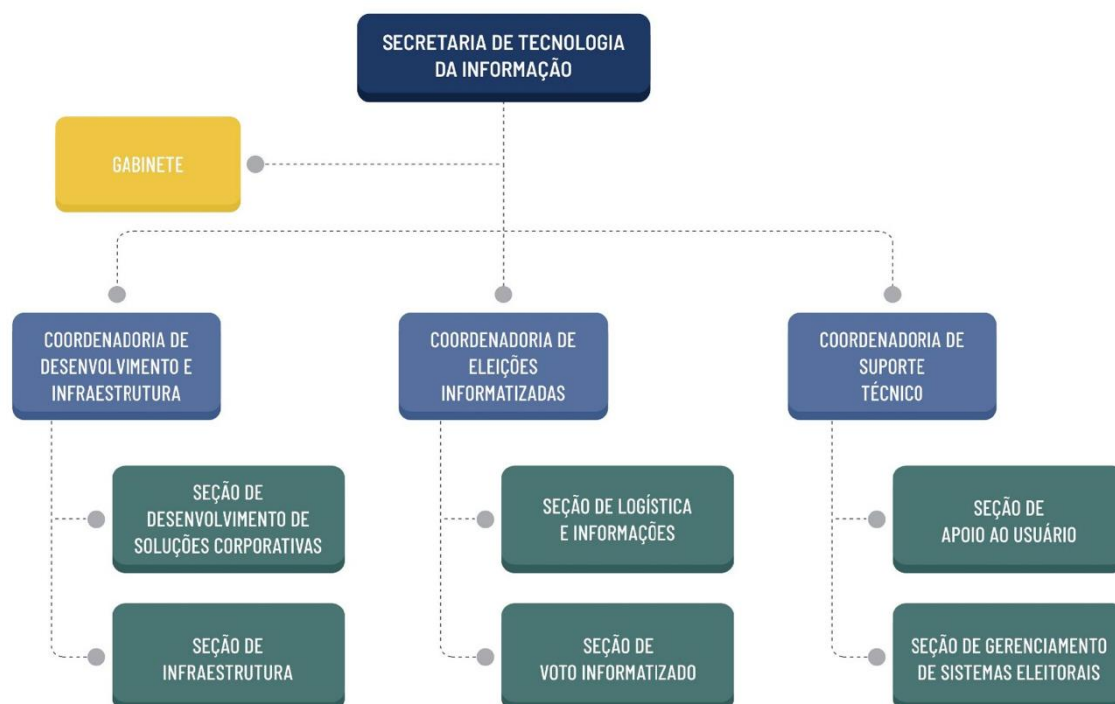 SECRETARIA DE TECNOLOGIA
DA INFORMAÇÃO
GABINETE
COORDENADORIA DE
DESENVOLVIMENTO E
INFRAESTRUTURA
COORDENADORIA DE
ELEIÇÕES
INFORMATIZADAS
COORDENADORIA DE
SUPORTE
TÉCNICO
SEÇÃO DE
DESENVOLVIMENTO DE
SOLUÇÕES CORPORATIVAS
SEÇÃO DE LOGÍSTICA
E INFORMAÇÕES
SEÇÃO DE
APOIO AO USUÁRIO
SEÇÃO DE
INFRAESTRUTURA
SEÇÃO DE
VOTO INFORMATIZADO
SEÇÃO DE GERENCIAMENTO
DE SISTEMAS ELEITORAIS